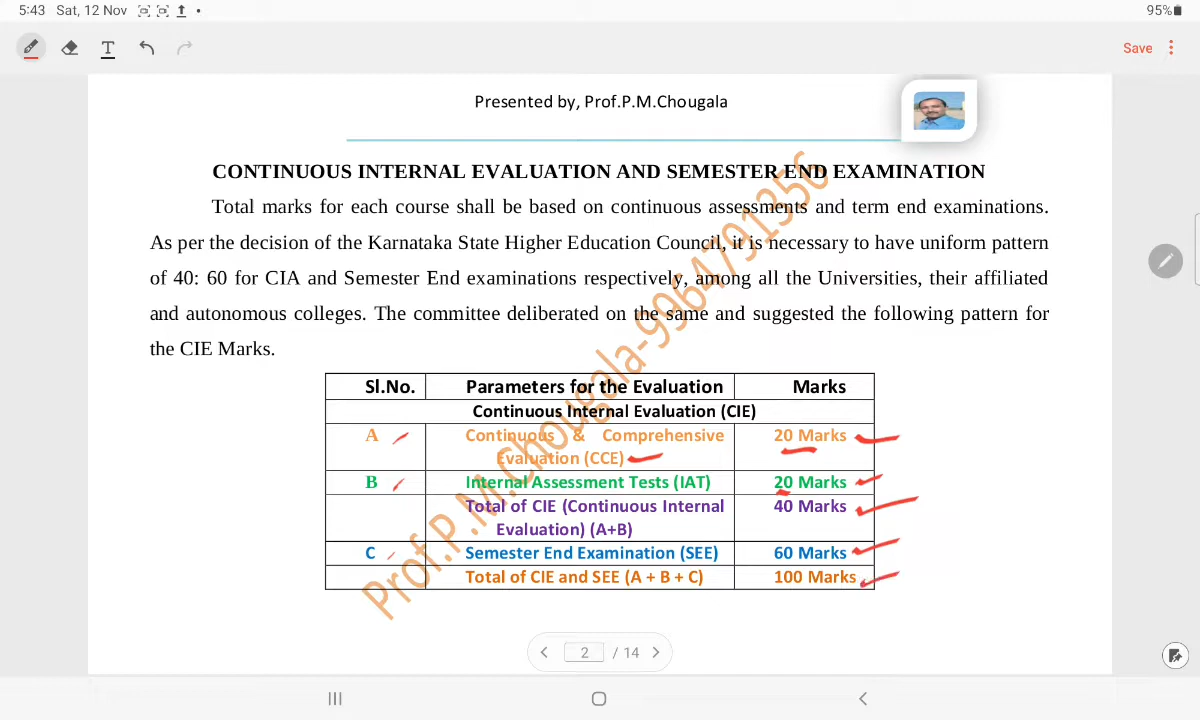 5:43 Sat, 12 Nov
95%
T
Save
Presented by, Prof.P.M.Chougala
CONTINUOUS INTERNAL EVALUATION AND SEMESTER END EXAMINATION
Total marks for each course shall be based on continuous assessments and term end examinations.
As per the decision of the Karnataka State Higher Education Council, it is necessary to have uniform pattern
of 40: 60 for CIA and Semester End examinations respectively, among all the Universities, their affiliated
and autonomous colleges. The committee deliberated on the same and suggested the following pattern for
the CIE Marks.
Sl.No. Parameters for the Evaluation Marks
Continuous Internal Evaluation (CIE)
A Continuous & Comprehensive 20 Marks
Evaluation (CCE)
B Internal Assessment Tests (IAT) 20 Marks
Total of CIE (Continuous Internal 40 Marks
Evaluation) (A+B)
C Semester End Examination (SEE) 60 Marks
Total of CIE and SEE (A + B + C) 100 Marks
Prof.P.M.Chougala-9964791356
2 / 14